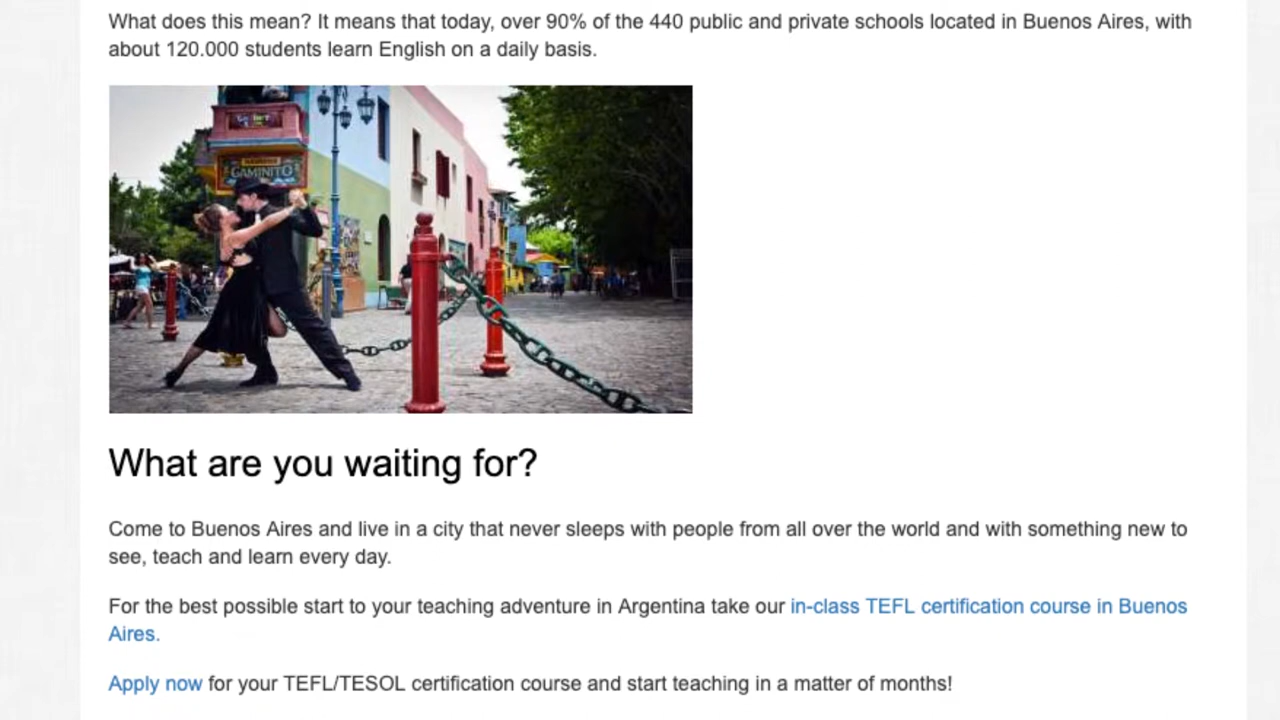 What does this mean? It means that today, over 90% of the 440 public and private schools located in Buenos Aires, with
about 120.000 students learn English on a daily basis.
HAVANNA
CAMINITO
What are you waiting for?
Come to Buenos Aires and live in a city that never sleeps with people from all over the world and with something new to
see, teach and learn every day.
For the best possible start to your teaching adventure in Argentina take our in-class TEFL certification course in Buenos
Aires.
Apply now for your TEFL/TESOL certification course and start teaching in a matter of months!